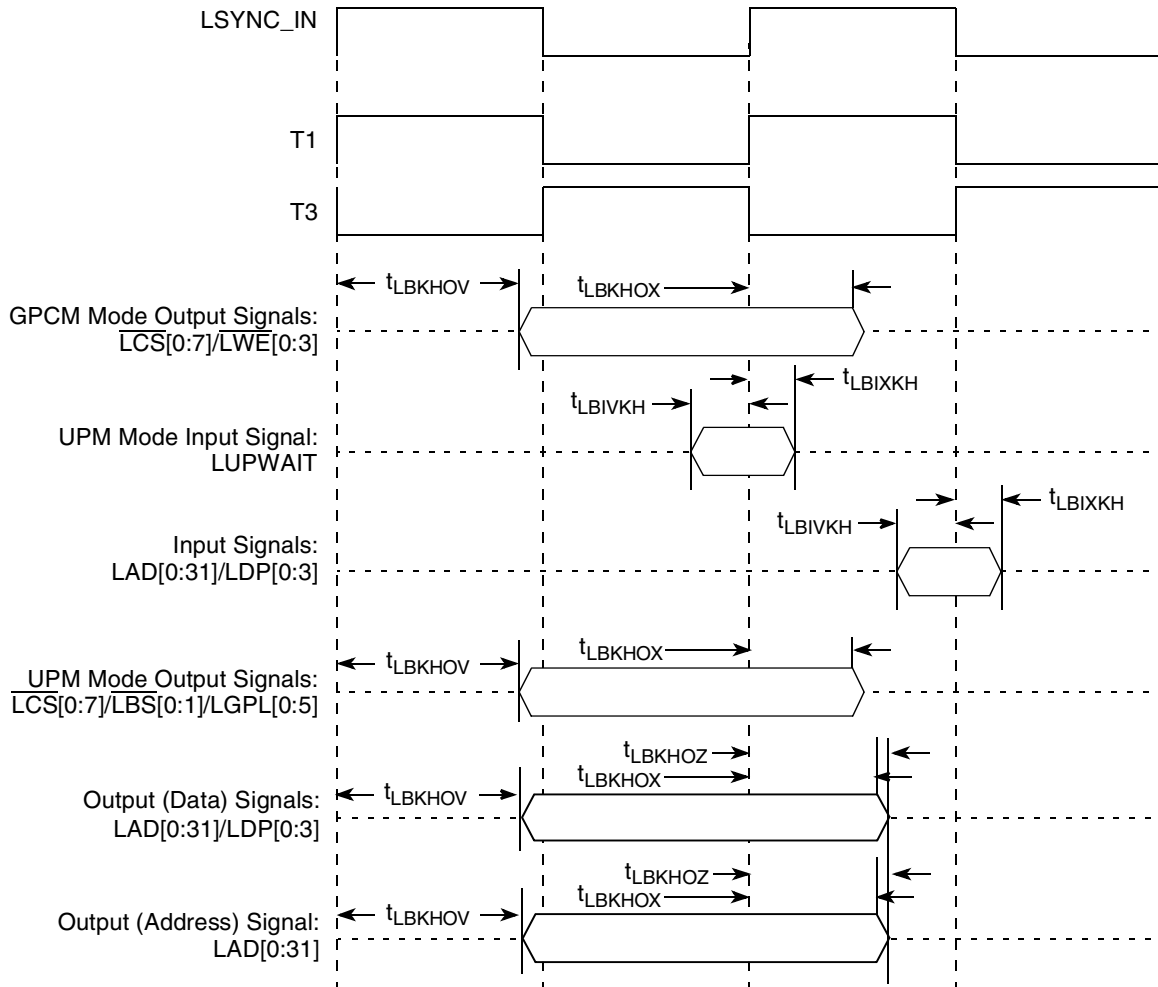 LSYNC_IN
T1
T3
tLBKHOV
tLBKHOX
GPCM Mode Output Signals:
LCS[0:7]/LWE[0:3]
tLBIXKH
tLBIVKH
UPM Mode Input Signal:
LUPWAIT
tLBIXKH
tLBIVKH
Input Signals:
LAD[0:31]/LDP[0:3]
tLBKHOV
tLBKHOX
UPM Mode Output Signals:
LCS[0:7]/LBS[0:1]/LGPL[0:5]
tLBKHOZ
tLBKHOX
tLBKHOV
Output (Data) Signals:
LAD[0:31]/LDP[0:3]
tLBKHOZ
tLBKHOX
tLBKHOV
Output (Address) Signal:
LAD[0:31]